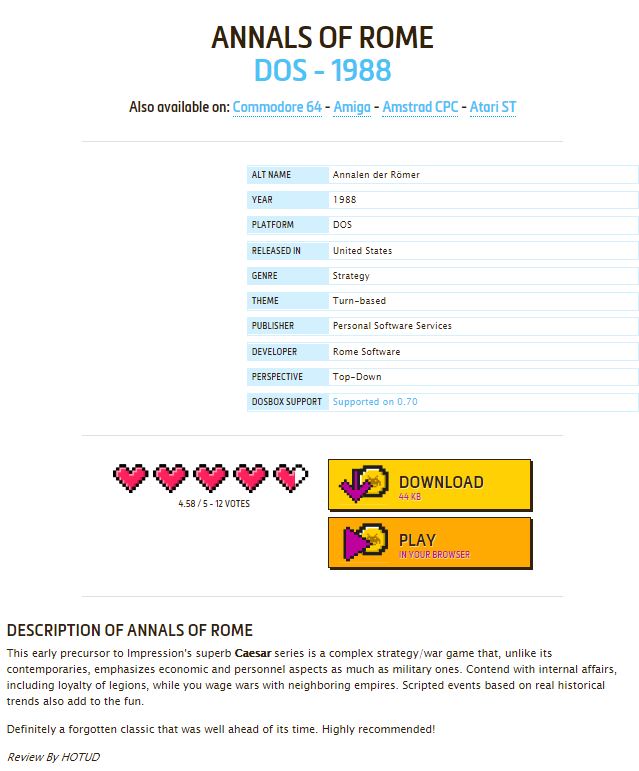 ANNALS OF ROME
DOS - 1988
Also available on: Commodore 64 - Amiga - Amstrad CPC - Atari ST
ALT NAME Annalen der Römer
YEAR 1988
PLATFORM DOS
RELEASED IN United States
GENRE Strategy
THEME Turn-based
PUBLISHER Personal Software Services
DEVELOPER Rome Software
PERSPECTIVE Top-Down
DOSBOX SUPPORT Supported on 0.70
4.58 / 5 - 12 VOTES
DOWNLOAD
44 KB
PLAY
IN YOUR BROWSER
DESCRIPTION OF ANNALS OF ROME
This early precursor to Impression's superb Caesar series is a complex strategy/war game that, unlike its
contemporaries, emphasizes economic and personnel aspects as much as military ones. Contend with internal affairs,
including loyalty of legions, while you wage wars with neighboring empires. Scripted events based on real historical
trends also add to the fun.
Definitely a forgotten classic that was well ahead of its time. Highly recommended!
Review By HOTUD